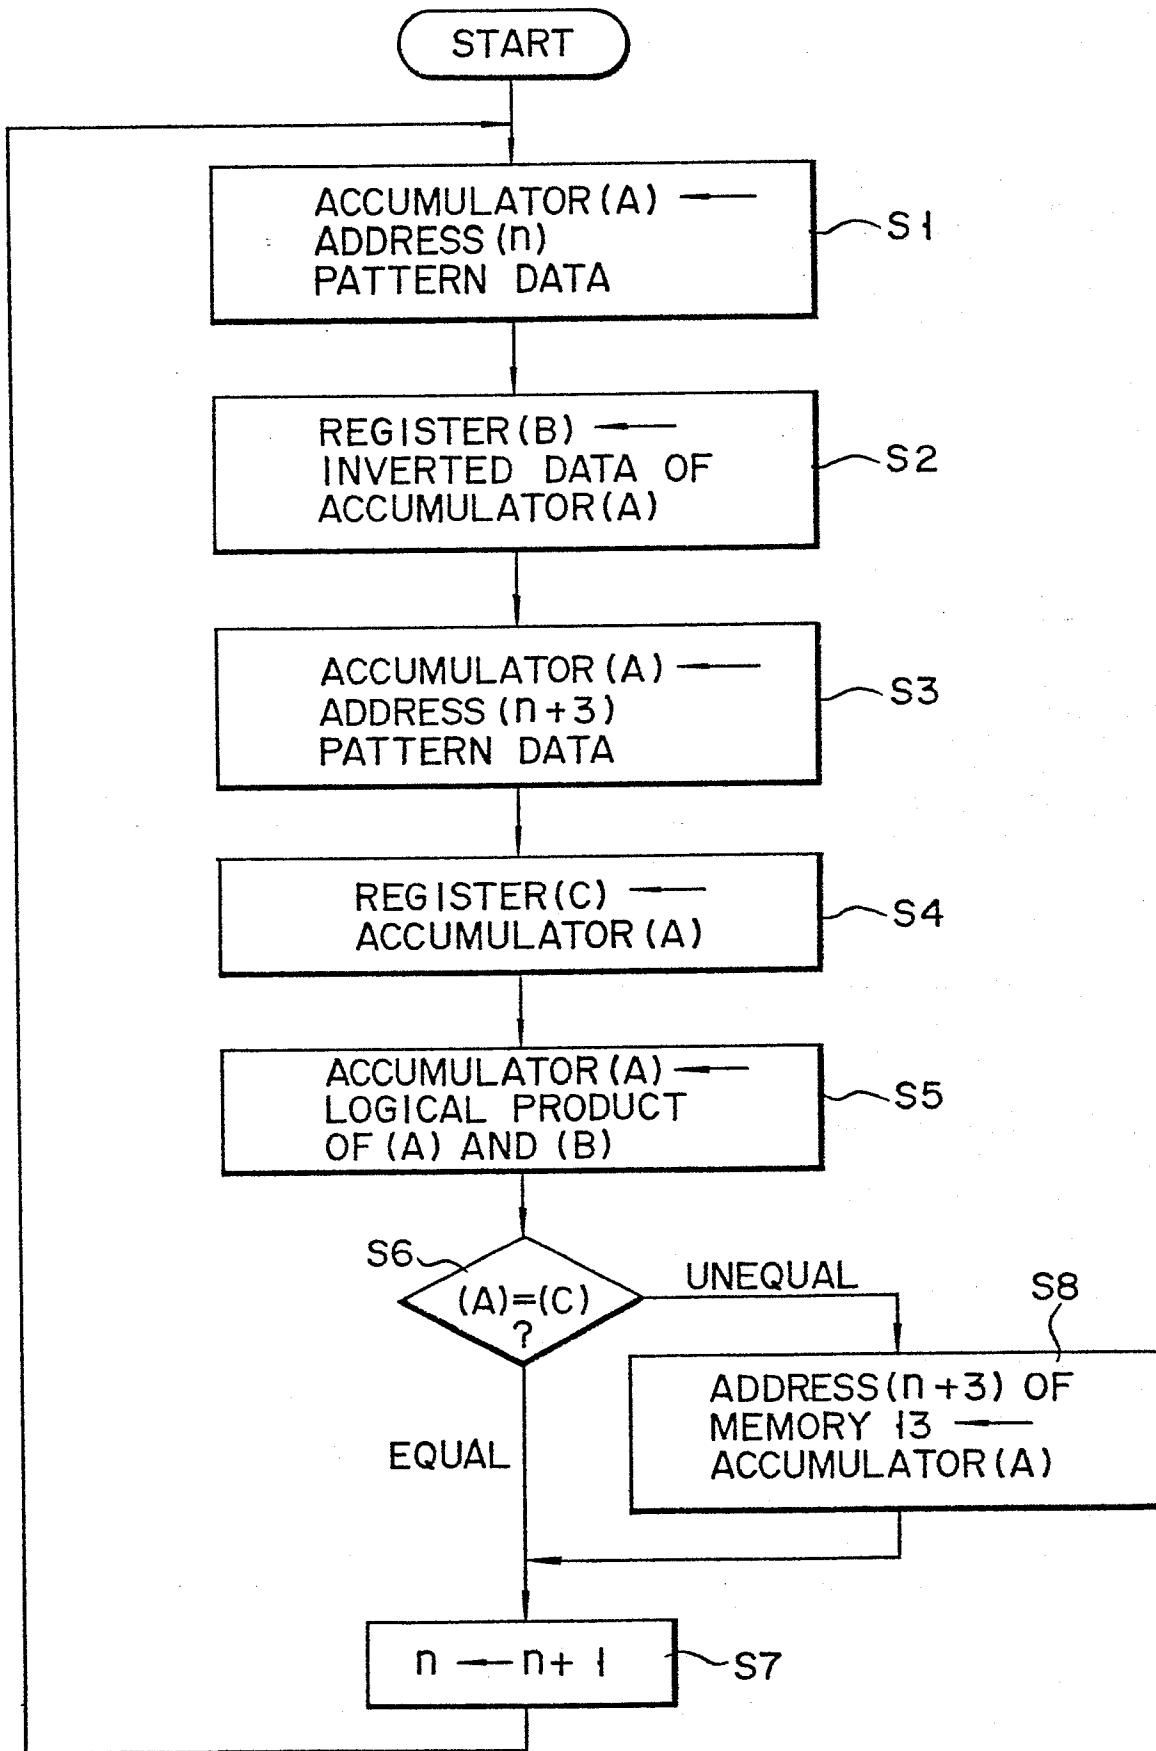 START
ACCUMULATOR(A) ←
ADDRESS(n)
PATTERN DATA
S1
REGISTER(B) ←
INVERTED DATA OF
ACCUMULATOR(A)
S2
ACCUMULATOR(A) ←
ADDRESS(n+3)
PATTERN DATA
S3
REGISTER(C) ←
ACCUMULATOR(A)
S4
ACCUMULATOR(A) ←
LOGICAL PRODUCT
OF (A) AND (B)
S5
S6
(A)=(C)
?
UNEQUAL
S8
ADDRESS(n+3) OF
MEMORY 13 ←
ACCUMULATOR(A)
EQUAL
n ← n+1
S7